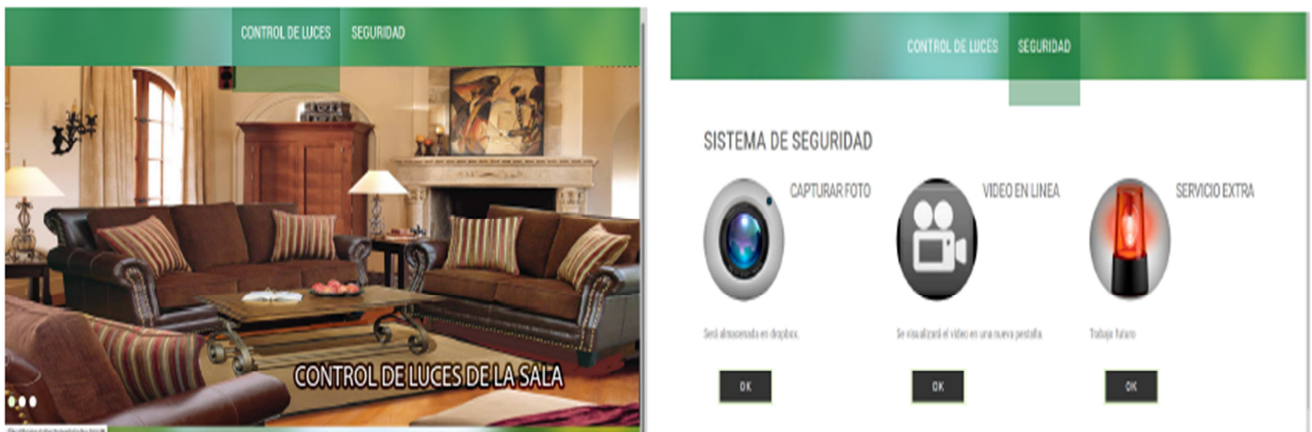 CONTROL DE LUCES SEGURIDAD
CONTROL DE LUCES DE LA SALA
CONTROL DE LUCES SEGURIDAD
SISTEMA DE SEGURIDAD
CAPTURAR FOTO
VIDEO EN LINEA
SERVICIO EXTRA
Será almacenada en dropbox.
Se visualizará el video en una nueva pestaña.
Trabajo futuro
OK
OK
OK